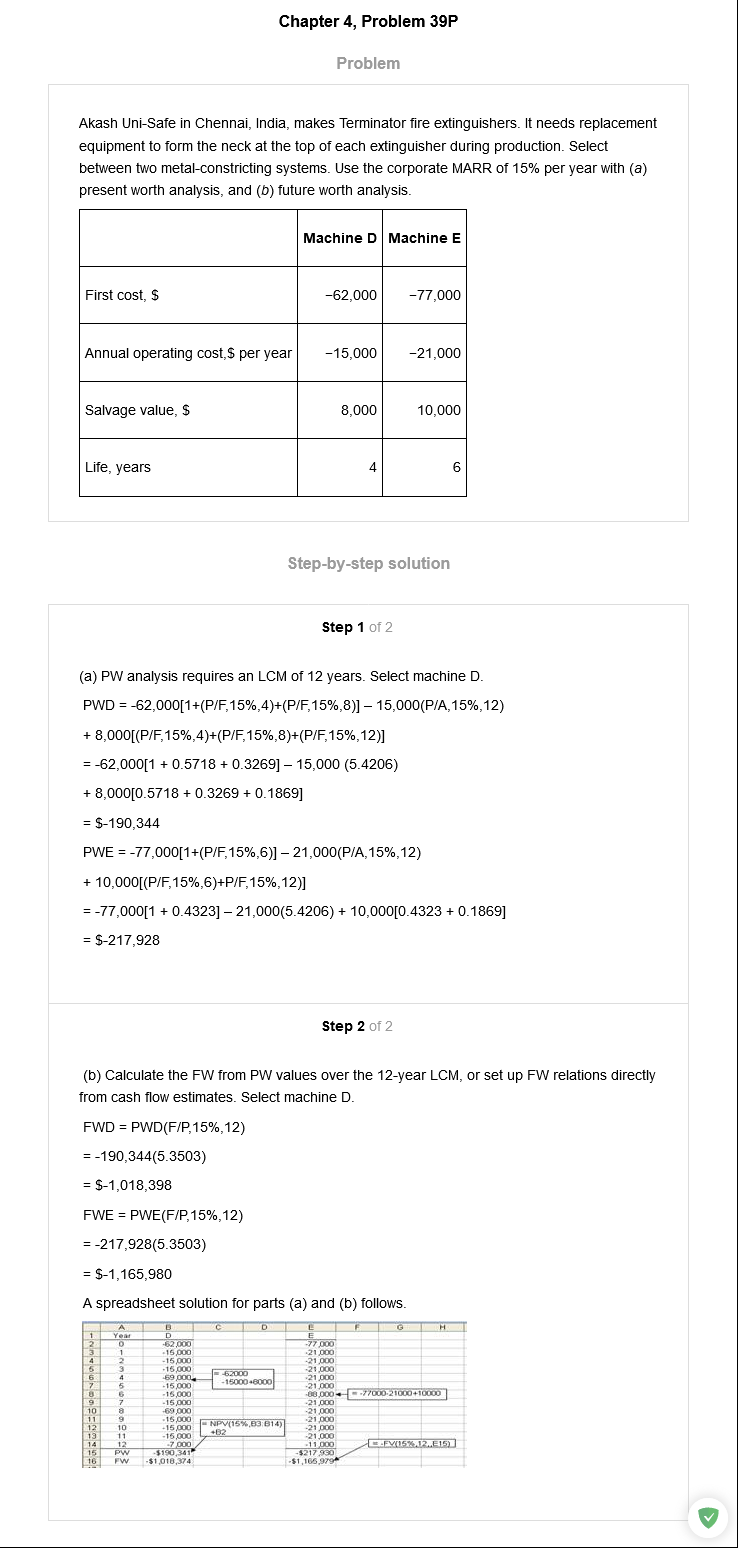 Chapter 4, Problem 39P
Problem
Akash Uni-Safe in Chennai, India, makes Terminator fire extinguishers. It needs replacement
equipment to form the neck at the top of each extinguisher during production. Select
between two metal-constricting systems. Use the corporate MARR of 15% per year with (a)
present worth analysis, and (b) future worth analysis.
Machine D Machine E
First cost, $ −62,000 −77,000
Annual operating cost,$ per year −15,000 −21,000
Salvage value, $ 8,000 10,000
Life, years 4 6
Step-by-step solution
Step 1 of 2
(a) PW analysis requires an LCM of 12 years. Select machine D.
PWD = -62,000[1+(P/F,15%,4)+(P/F,15%,8)] – 15,000(P/A,15%,12)
+ 8,000[(P/F,15%,4)+(P/F,15%,8)+(P/F,15%,12)]
= -62,000[1 + 0.5718 + 0.3269] – 15,000 (5.4206)
+ 8,000[0.5718 + 0.3269 + 0.1869]
= $-190,344
PWE = -77,000[1+(P/F,15%,6)] – 21,000(P/A,15%,12)
+ 10,000[(P/F,15%,6)+P/F,15%,12)]
= -77,000[1 + 0.4323] – 21,000(5.4206) + 10,000[0.4323 + 0.1869]
= $-217,928
Step 2 of 2
(b) Calculate the FW from PW values over the 12-year LCM, or set up FW relations directly
from cash flow estimates. Select machine D.
FWD = PWD(F/P,15%,12)
= -190,344(5.3503)
= $-1,018,398
FWE = PWE(F/P,15%,12)
= -217,928(5.3503)
= $-1,165,980
A spreadsheet solution for parts (a) and (b) follows.
A B C D E F G H
1 Year D E
2 0 -62,000 -77,000
3 1 -15,000 -21,000
4 2 -15,000 -21,000
5 3 -15,000 -21,000
= -62000
6 4 -69,000 -21,000
-15000+8000
7 5 -15,000 -21,000
8 6 -15,000 -88,000 = -77000-21000+10000
9 7 -15,000 -21,000
10 8 -69,000 -21,000
11 9 -15,000 -21,000
= NPV(15%,B3:B14)
12 10 -15,000 -21,000
+B2
13 11 -15,000 -21,000
14 12 -7,000 -11,000 = -FV(15%,12,,E15)
15 PW -$190,341 -$217,930
16 FW -$1,018,374 -$1,165,979